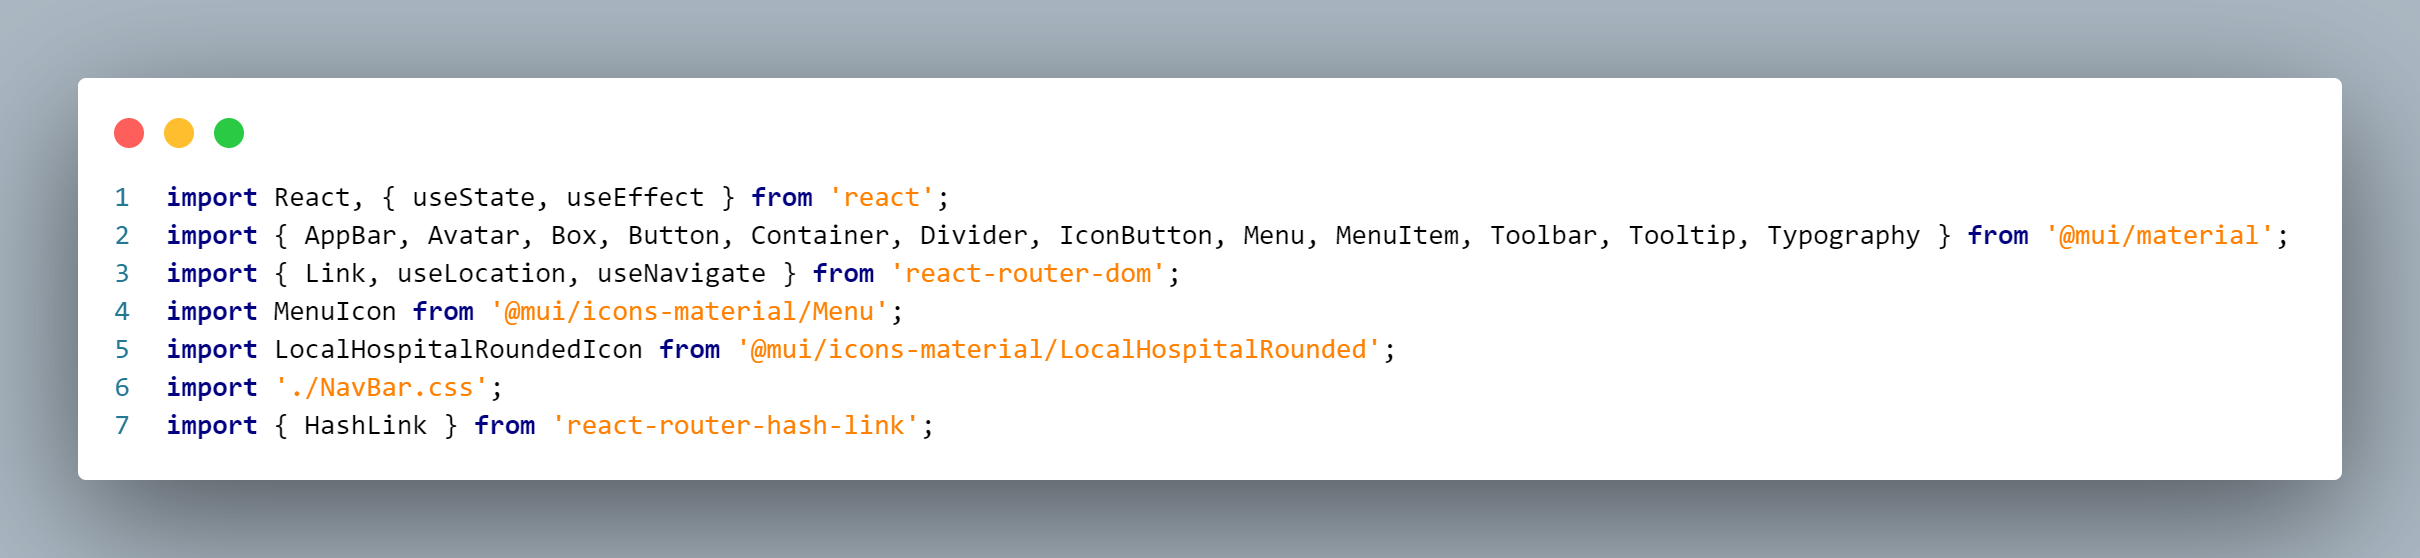 1 import React, { useState, useEffect } from 'react';
2 import { AppBar, Avatar, Box, Button, Container, Divider, IconButton, Menu, MenuItem, Toolbar, Tooltip, Typography } from '@mui/material';
3 import { Link, useLocation, useNavigate } from 'react-router-dom';
4 import MenuIcon from '@mui/icons-material/Menu';
5 import LocalHospitalRoundedIcon from '@mui/icons-material/LocalHospitalRounded';
6 import './NavBar.css';
7 import { HashLink } from 'react-router-hash-link';